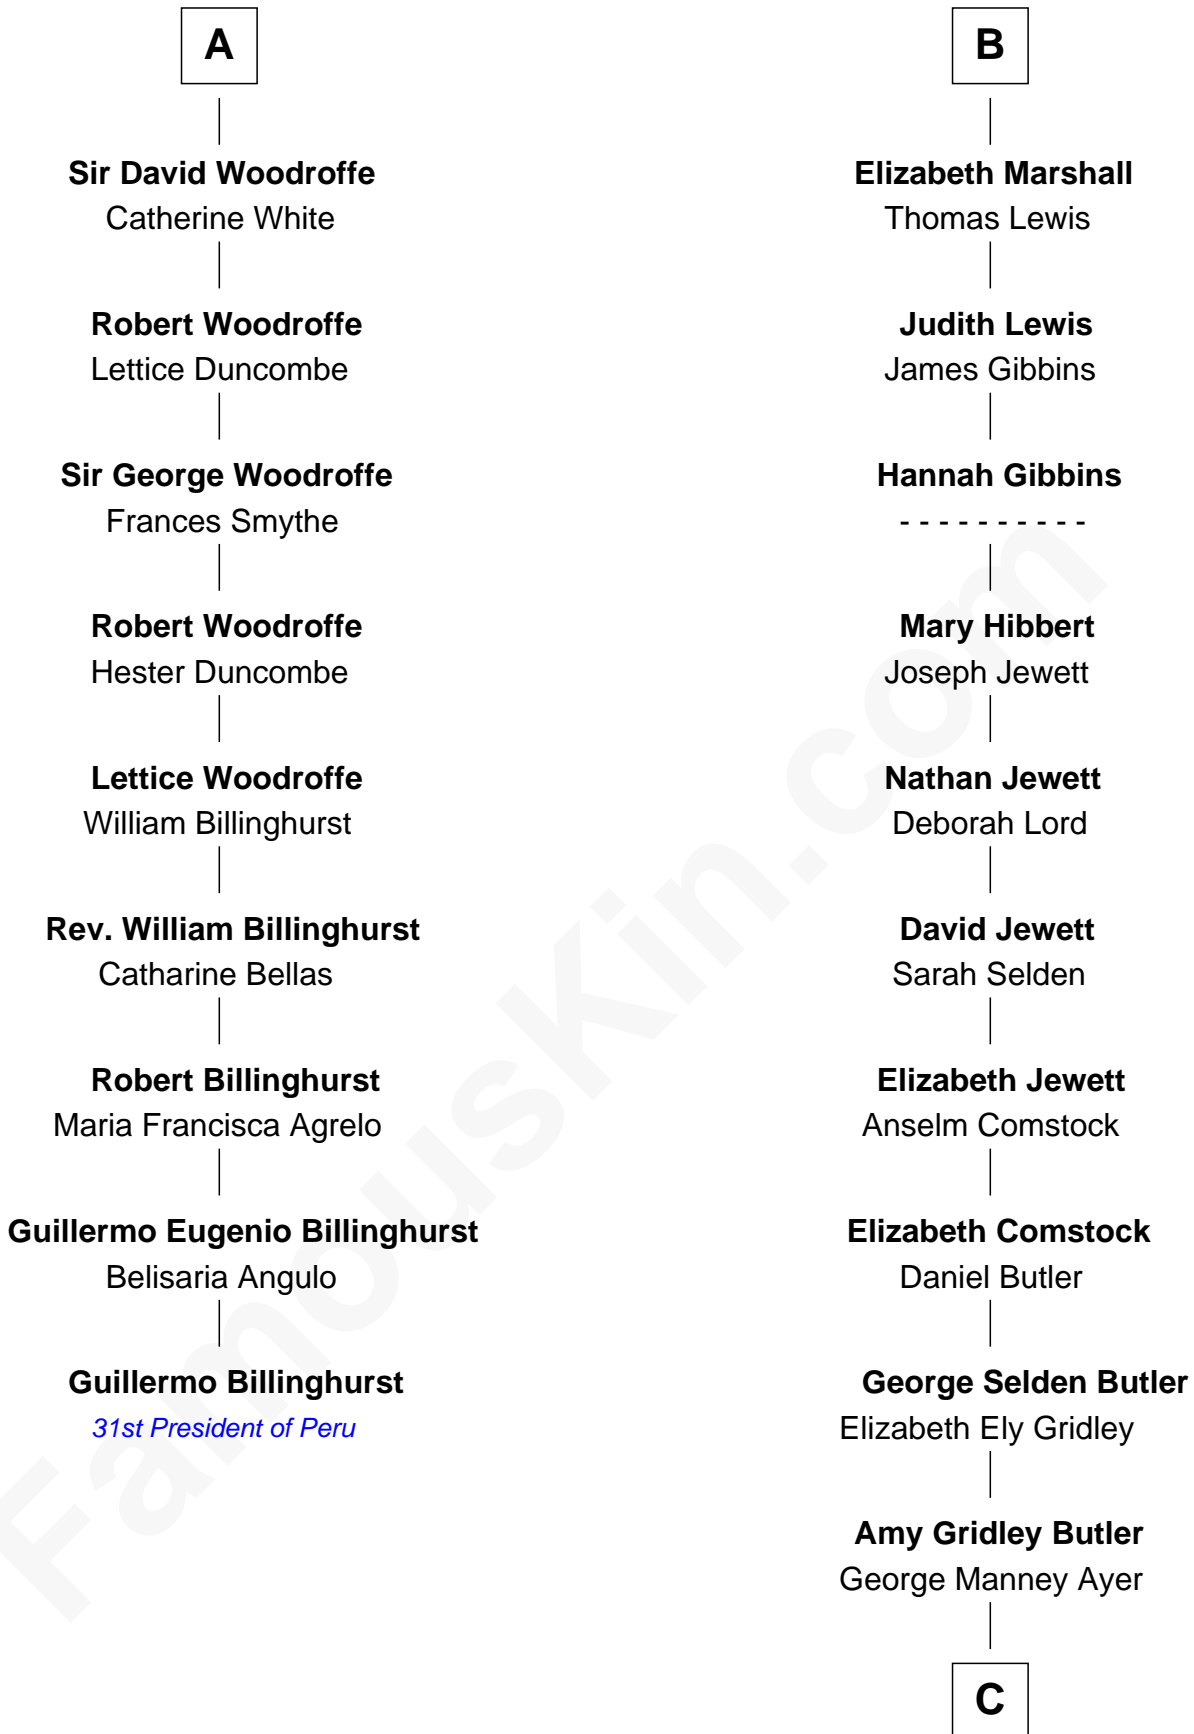 A
Sir David Woodroffe
Catherine White
Robert Woodroffe
Lettice Duncombe
Sir George Woodroffe
Frances Smythe
Robert Woodroffe
Hester Duncombe
Lettice Woodroffe
William Billinghurst
Rev. William Billinghurst
Catharine Bellas
Robert Billinghurst
Maria Francisca Agrelo
Guillermo Eugenio Billinghurst
Belisaria Angulo
Guillermo Billinghurst
31st President of Peru
B
Elizabeth Marshall
Thomas Lewis
Judith Lewis
James Gibbins
Hannah Gibbins
- - - - - - - - - -
Mary Hibbert
Joseph Jewett
Nathan Jewett
Deborah Lord
David Jewett
Sarah Selden
Elizabeth Jewett
Anselm Comstock
Elizabeth Comstock
Daniel Butler
George Selden Butler
Elizabeth Ely Gridley
Amy Gridley Butler
George Manney Ayer
C
FamousKin.com